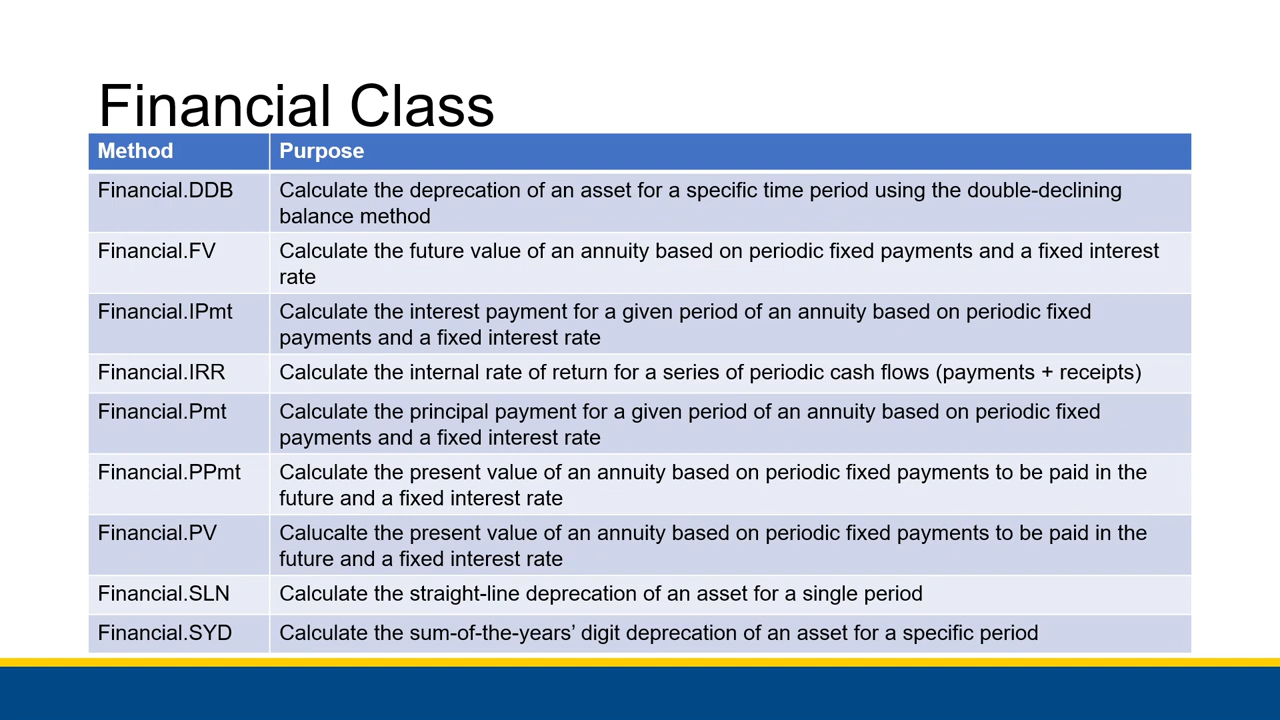 Financial Class
Method Purpose
Financial.DDB Calculate the deprecation of an asset for a specific time period using the double-declining
balance method
Financial.FV Calculate the future value of an annuity based on periodic fixed payments and a fixed interest
rate
Financial.IPmt Calculate the interest payment for a given period of an annuity based on periodic fixed
payments and a fixed interest rate
Financial.IRR Calculate the internal rate of return for a series of periodic cash flows (payments + receipts)
Financial.Pmt Calculate the principal payment for a given period of an annuity based on periodic fixed
payments and a fixed interest rate
Financial.PPmt Calculate the present value of an annuity based on periodic fixed payments to be paid in the
future and a fixed interest rate
Financial.PV Calucalte the present value of an annuity based on periodic fixed payments to be paid in the
future and a fixed interest rate
Financial.SLN Calculate the straight-line deprecation of an asset for a single period
Financial.SYD Calculate the sum-of-the-years’ digit deprecation of an asset for a specific period